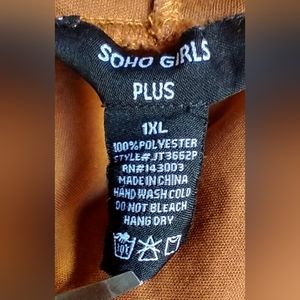 SOHO GIRLS
PLUS
1XL
100%POLYESTER
STYLE#JT3662P
RN#143003
MADE IN CHINA
HAND WASH COLD
DO NOT BLEACH
HANG DRY